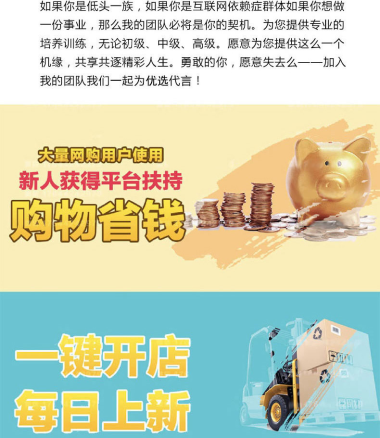 如果你是低头一族，如果你是互联网依赖症群体如果你想做
一份事业，那么我的团队必将是你的契机。为您提供专业的
培养训练，无论初级、中级、高级。愿意为您提供这么一个
机缘，共享共逐精彩人生。勇敢的你，愿意失去么——加入
我的团队我们一起为优选代言！
大量网购用户使用
新人获得平台扶持
购物省钱
一键开店
每日上新